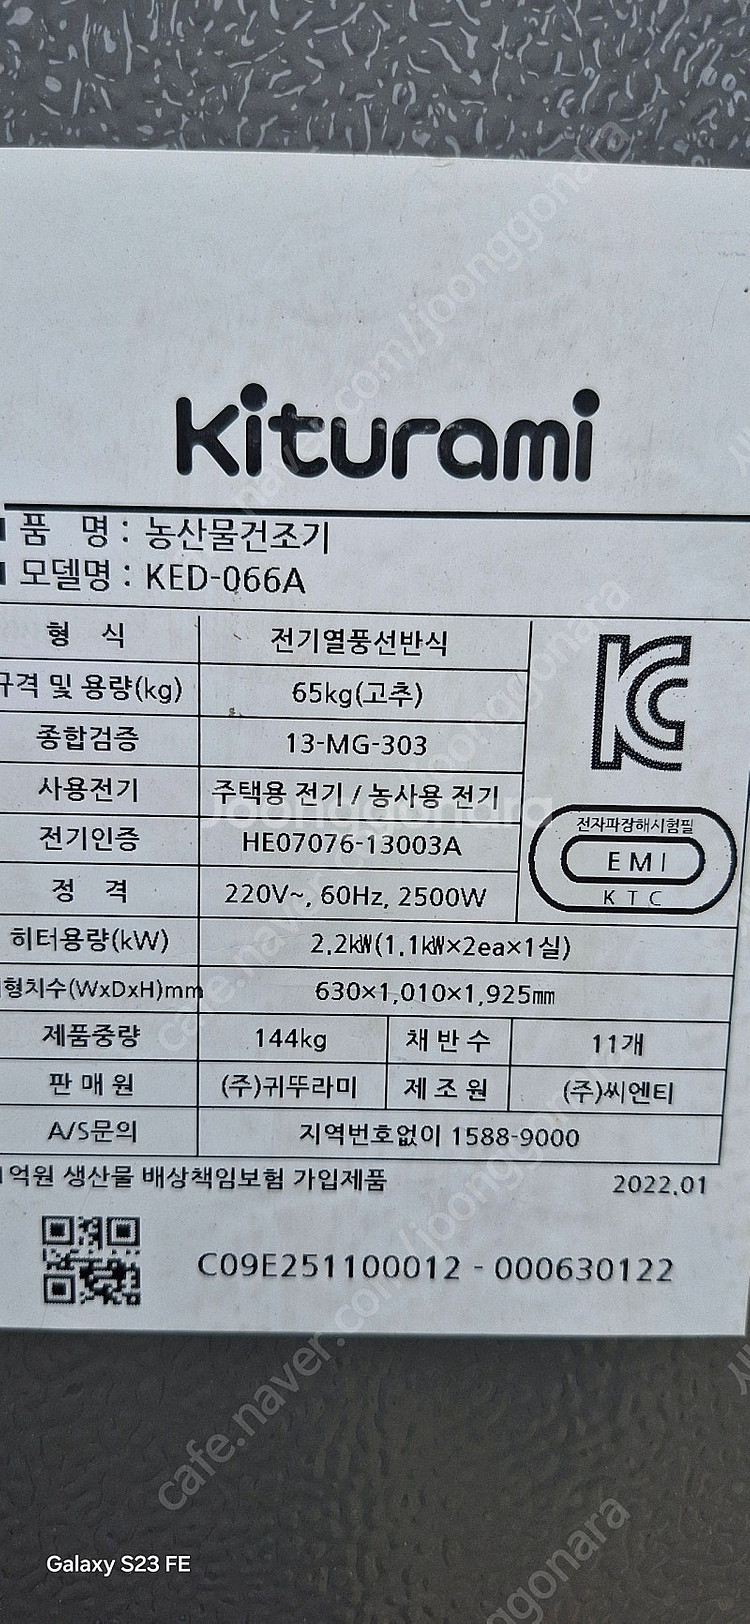 Kiturami
품 명 : 농산물건조기
모델명 : KED-066A
형 식 전기열풍선반식
규격 및 용량(kg) 65kg(고추)
종합검증 13-MG-303
사용전기 주택용 전기 / 농사용 전기
전기인증 HE07076-13003A
정 격 220V~, 60Hz, 2500W
전자파장해시험필
EMI
KTC
히터용량(kW) 2.2kW(1.1kW×2ea×1실)
형치수(WxDxH)mm 630×1,010×1,925mm
제품중량 144kg 채 반 수 11개
판 매 원 (주)귀뚜라미 제 조 원 (주)씨엔티
A/S문의 지역번호없이 1588-9000
1억원 생산물 배상책임보험 가입제품 2022.01
C09E251100012 - 000630122
Galaxy S23 FE
cafe.naver.com/joonggonara
Joonggonara